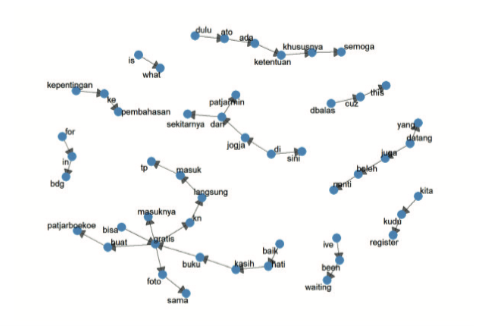 dulu ato ada
khususnya semoga
ketentuan
is
what
kepentingan
ke
pembahasan
patjarmin
sekitarnya dari
jogja
di
sini
dbalas cuz this
yang
datang
juga
boleh
nanti
for
in
bdg
tp masuk
langsung
masuknya
kn
patjarboekoe
bisa
buat
gratis
foto
sama
buku
kasih
hati
baik
kita
kudu
register
ive
been
waiting